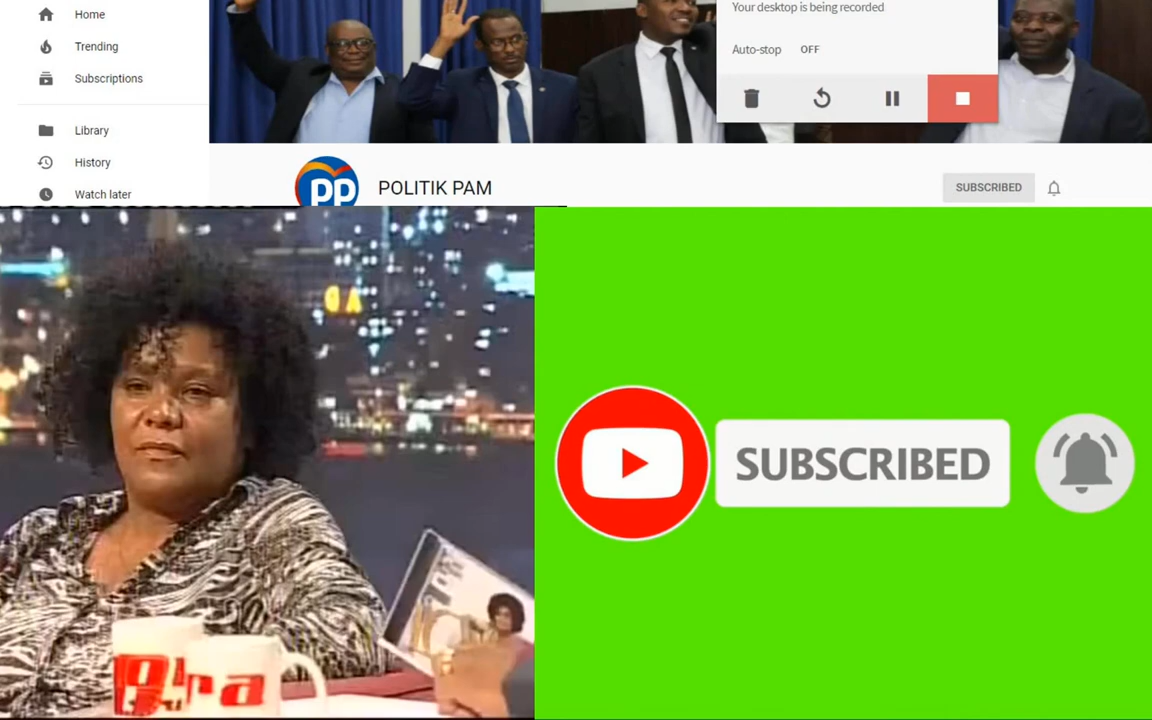 Home
Trending
Subscriptions
Library
History
Watch later
Your desktop is being recorded
Auto-stop OFF
pp
POLITIK PAM
SUBSCRIBED
SUBSCRIBED